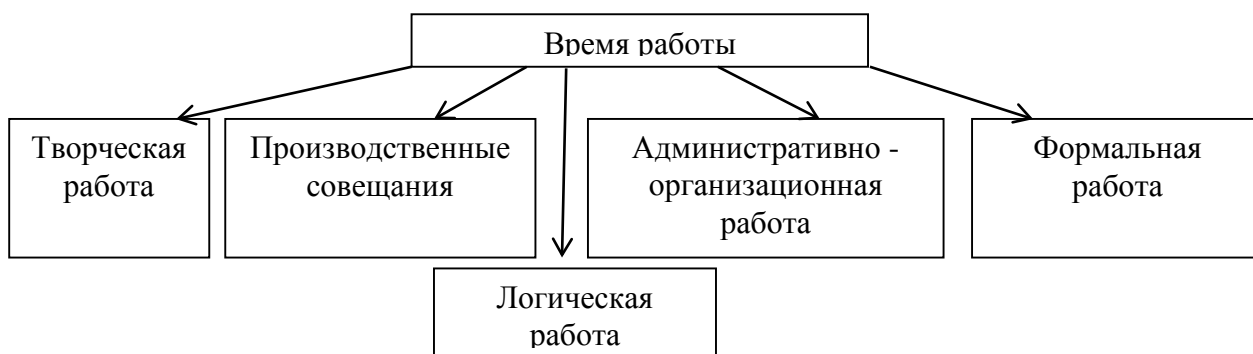 Время работы
Творческая
работа
Производственные
совещания
Административно -
организационная
работа
Формальная
работа
Логическая
работа